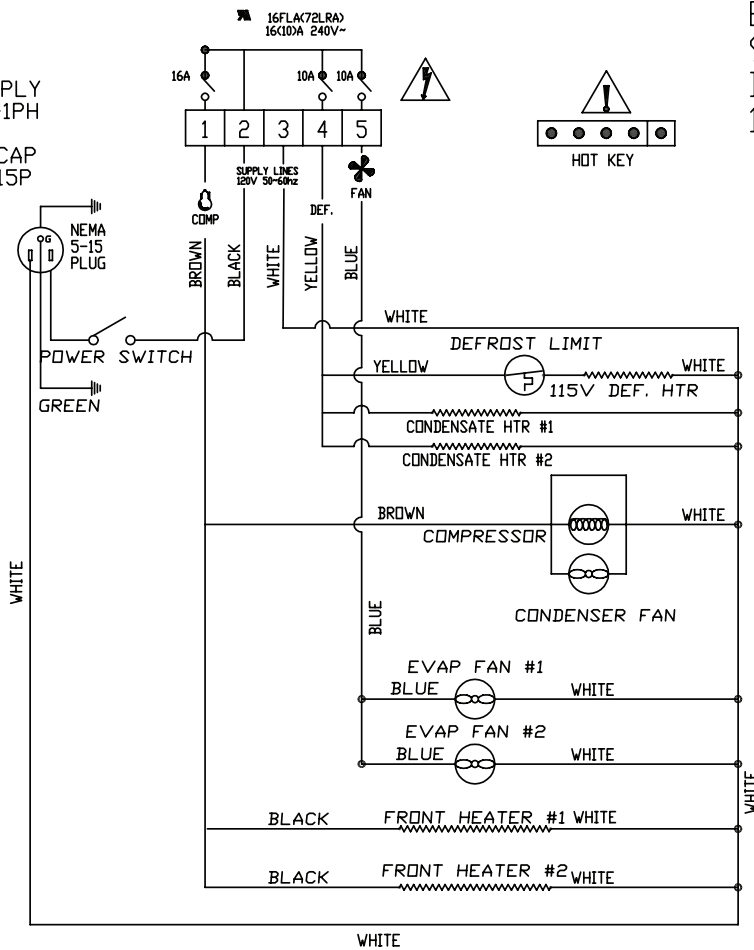 16FLA(72LRA)
16(10)A 240V~
16A
10A
10A
PLY
1PH
CAP
15P
1
2
3
4
5
SUPPLY LINES
120V 50~60hz
COMP
DEF.
FAN
HOT KEY
G
NEMA
5-15
PLUG
BROWN
BLACK
WHITE
YELLOW
BLUE
POWER SWITCH
GREEN
WHITE
DEFROST LIMIT
YELLOW
WHITE
115V DEF. HTR
CONDENSATE HTR #1
CONDENSATE HTR #2
BROWN
WHITE
COMPRESSOR
CONDENSER FAN
WHITE
BLUE
EVAP FAN #1
BLUE
WHITE
EVAP FAN #2
BLUE
WHITE
WHITE
BLACK
FRONT HEATER #1 WHITE
BLACK
FRONT HEATER #2 WHITE
WHITE